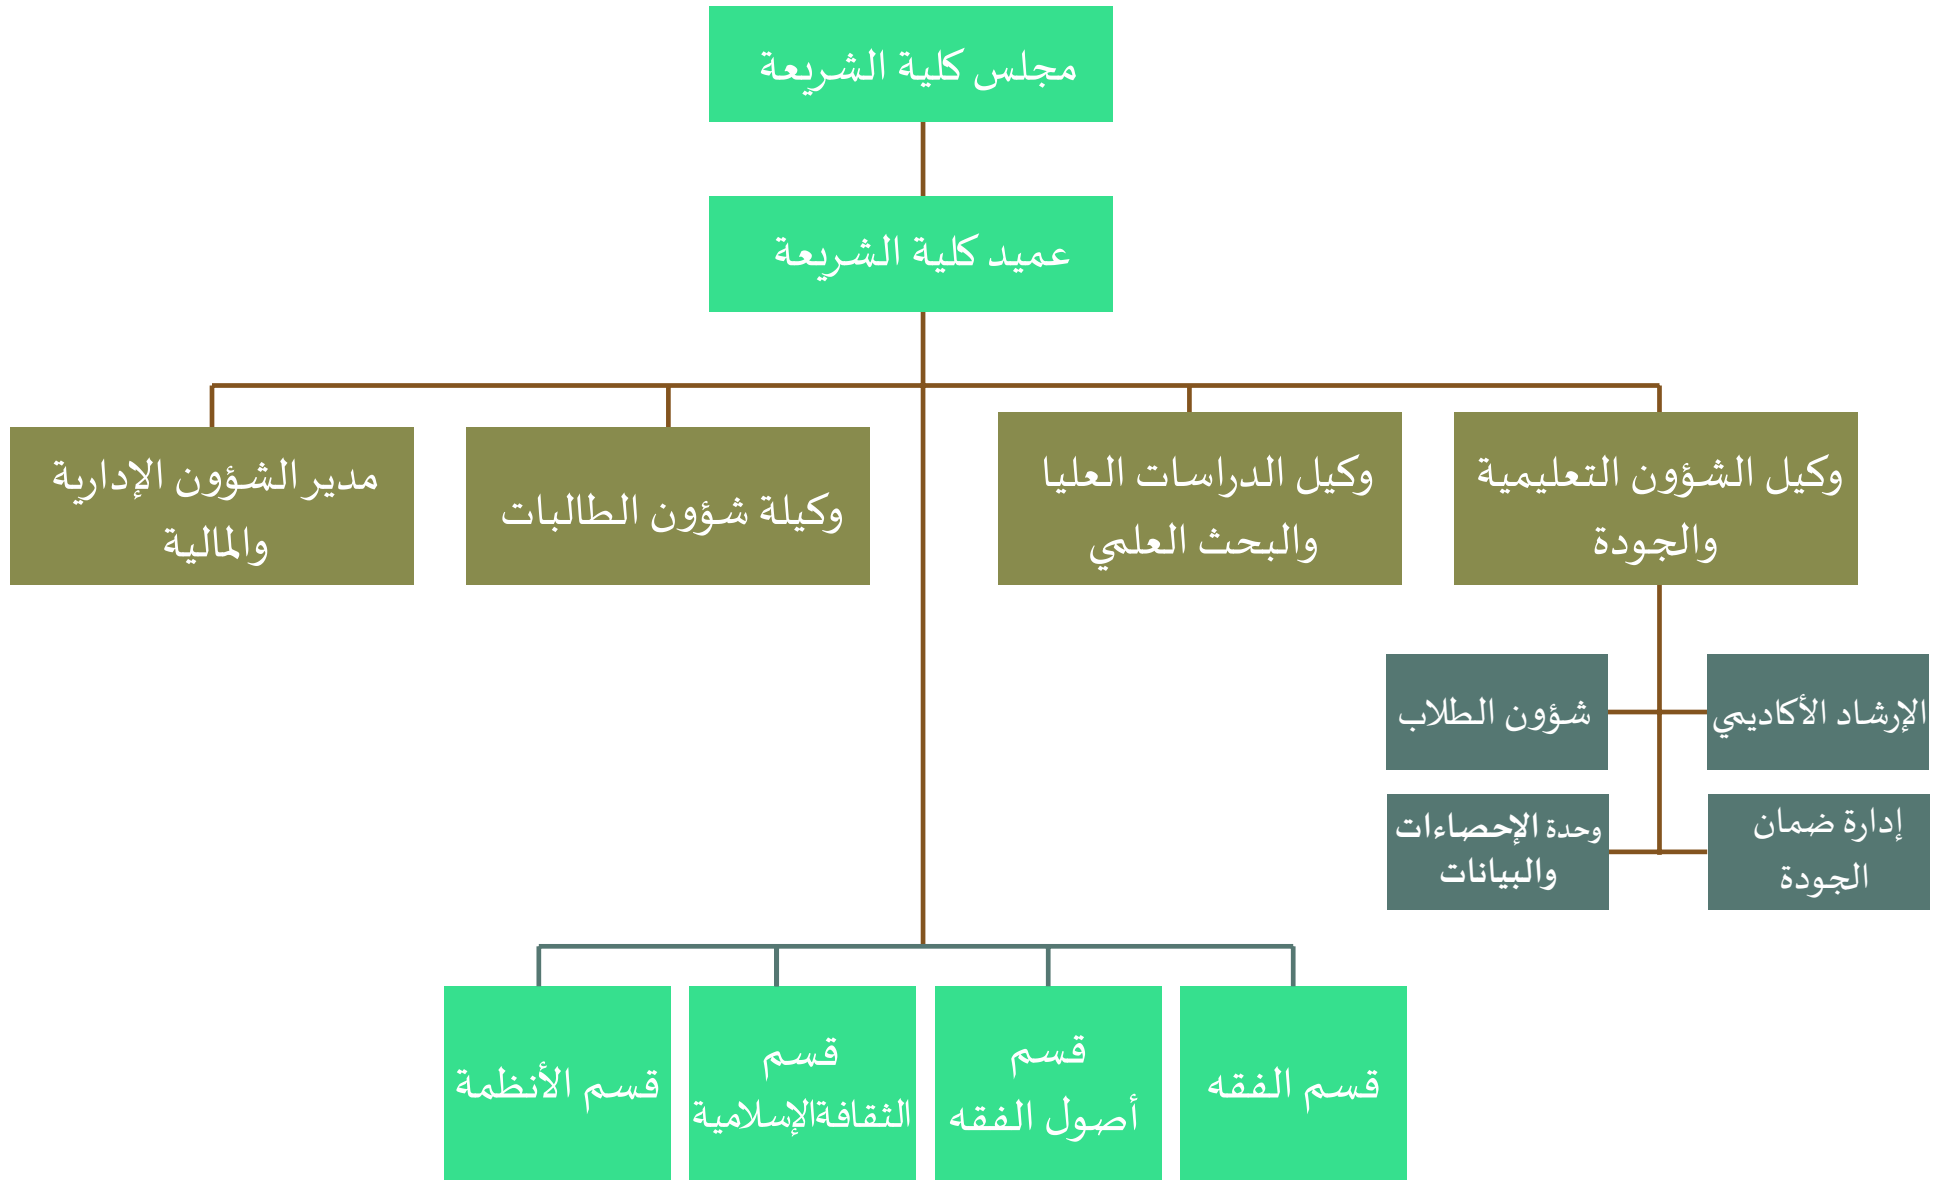 مجلس كلية الشريعة
عميد كلية الشريعة
وكيل الشؤون التعليمية
والجودة
وكيل الدراسات العليا
والبحث العلمي
وكيلة شؤون الطالبات
مدير الشؤون الإدارية
والمالية
الإرشاد الأكاديمي
شؤون الطلاب
إدارة ضمان
الجودة
وحدة الإحصاءات
والبيانات
قسم الفقه
قسم
أصول الفقه
قسم
الثقافةالإسلامية
قسم الأنظمة